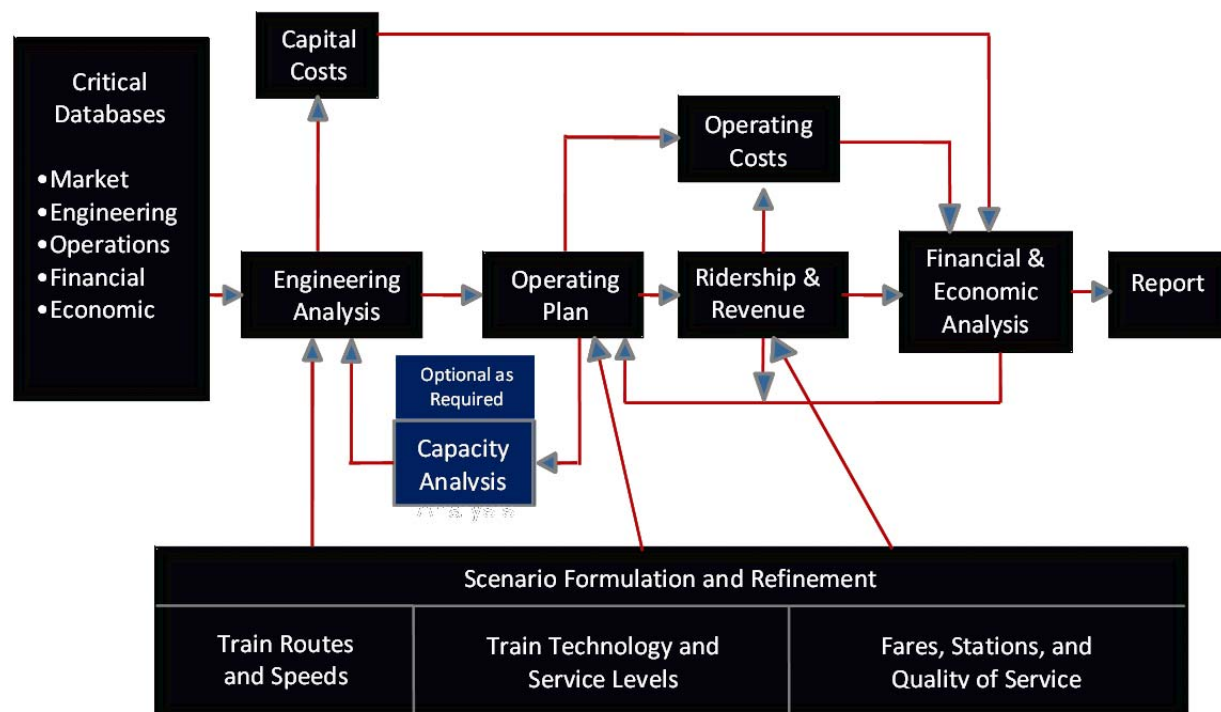 Critical
Databases
•Market
•Engineering
•Operations
•Financial
•Economic
Capital
Costs
Operating
Costs
Engineering
Analysis
Operating
Plan
Ridership &
Revenue
Financial &
Economic
Analysis
Report
Optional as
Required
Capacity
Analysis
Scenario Formulation and Refinement
Train Routes
and Speeds
Train Technology and
Service Levels
Fares, Stations, and
Quality of Service